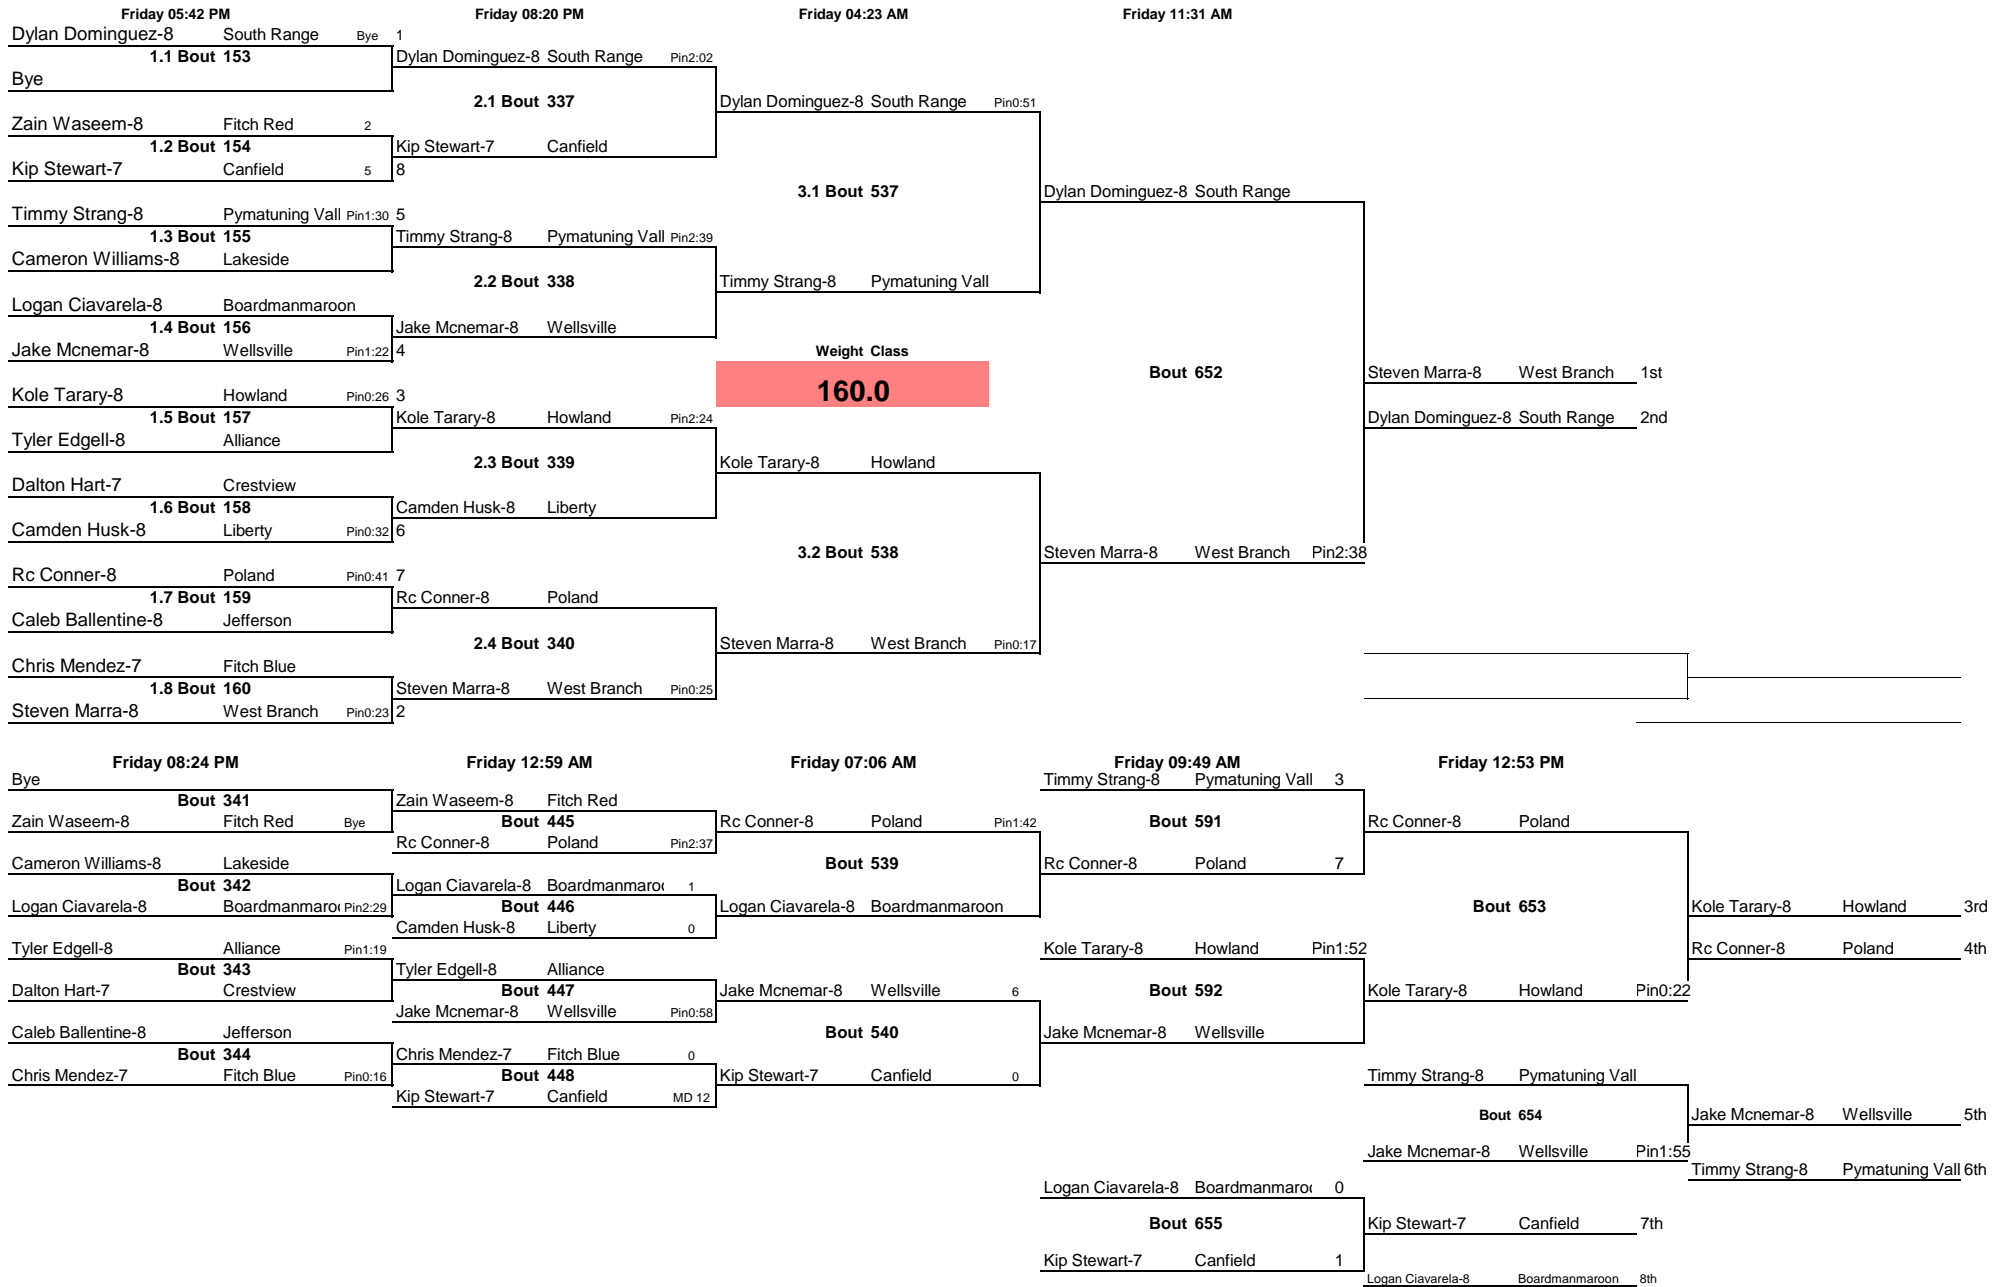 Friday 05:42 PM Friday 08:20 PM Friday 04:23 AM Friday 11:31 AM
Dylan Dominguez-8 South Range Bye 1
1.1 Bout 153 Dylan Dominguez-8 South Range Pin2:02
Bye
2.1 Bout 337 Dylan Dominguez-8 South Range Pin0:51
Zain Waseem-8 Fitch Red 2
1.2 Bout 154 Kip Stewart-7 Canfield
Kip Stewart-7 Canfield 5 8
3.1 Bout 537 Dylan Dominguez-8 South Range
Timmy Strang-8 Pymatuning Vall Pin1:30 5
1.3 Bout 155 Timmy Strang-8 Pymatuning Vall Pin2:39
Cameron Williams-8 Lakeside
2.2 Bout 338 Timmy Strang-8 Pymatuning Vall
Logan Ciavarela-8 Boardmanmaroon
1.4 Bout 156 Jake Mcnemar-8 Wellsville
Jake Mcnemar-8 Wellsville Pin1:22 4 Weight Class
Bout 652 Steven Marra-8 West Branch 1st
Kole Tarary-8 Howland Pin0:26 3 160.0
1.5 Bout 157 Kole Tarary-8 Howland Pin2:24 Dylan Dominguez-8 South Range 2nd
Tyler Edgell-8 Alliance
2.3 Bout 339 Kole Tarary-8 Howland
Dalton Hart-7 Crestview
1.6 Bout 158 Camden Husk-8 Liberty
Camden Husk-8 Liberty Pin0:32 6
3.2 Bout 538 Steven Marra-8 West Branch Pin2:38
Rc Conner-8 Poland Pin0:41 7
1.7 Bout 159 Rc Conner-8 Poland
Caleb Ballentine-8 Jefferson
2.4 Bout 340 Steven Marra-8 West Branch Pin0:17
Chris Mendez-7 Fitch Blue
1.8 Bout 160 Steven Marra-8 West Branch Pin0:25
Steven Marra-8 West Branch Pin0:23 2
Friday 08:24 PM Friday 12:59 AM Friday 07:06 AM Friday 09:49 AM Friday 12:53 PM
Bye Timmy Strang-8 Pymatuning Vall 3
Bout 341 Zain Waseem-8 Fitch Red
Zain Waseem-8 Fitch Red Bye Bout 445 Rc Conner-8 Poland Pin1:42 Bout 591 Rc Conner-8 Poland
Rc Conner-8 Poland Pin2:37
Cameron Williams-8 Lakeside Bout 539 Rc Conner-8 Poland 7
Bout 342 Logan Ciavarela-8 Boardmanmaroo 1
Logan Ciavarela-8 Boardmanmaroo Pin2:29 Bout 446 Logan Ciavarela-8 Boardmanmaroon Bout 653 Kole Tarary-8 Howland 3rd
Camden Husk-8 Liberty 0
Tyler Edgell-8 Alliance Pin1:19 Kole Tarary-8 Howland Pin1:52 Rc Conner-8 Poland 4th
Bout 343 Tyler Edgell-8 Alliance
Dalton Hart-7 Crestview Bout 447 Jake Mcnemar-8 Wellsville 6 Bout 592 Kole Tarary-8 Howland Pin0:22
Jake Mcnemar-8 Wellsville Pin0:58
Caleb Ballentine-8 Jefferson Bout 540 Jake Mcnemar-8 Wellsville
Bout 344 Chris Mendez-7 Fitch Blue 0
Chris Mendez-7 Fitch Blue Pin0:16 Bout 448 Kip Stewart-7 Canfield 0 Timmy Strang-8 Pymatuning Vall
Kip Stewart-7 Canfield MD 12
Bout 654 Jake Mcnemar-8 Wellsville 5th
Jake Mcnemar-8 Wellsville Pin1:55
Timmy Strang-8 Pymatuning Vall 6th
Logan Ciavarela-8 Boardmanmaroo 0
Bout 655 Kip Stewart-7 Canfield 7th
Kip Stewart-7 Canfield 1
Logan Ciavarela-8 Boardmanmaroon 8th